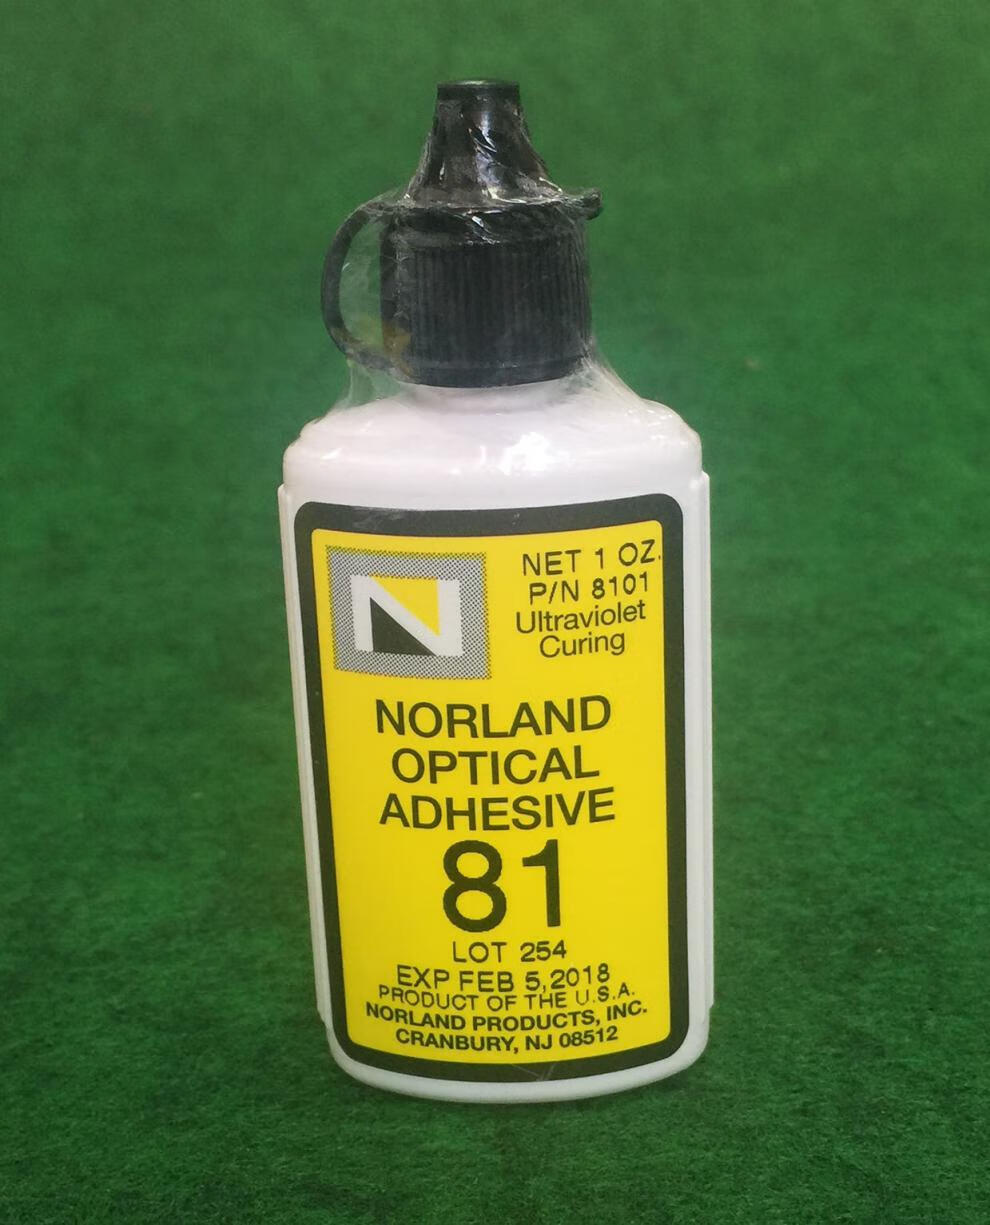 N
NET 1 OZ.
P/N 8101
Ultraviolet
Curing
NORLAND
OPTICAL
ADHESIVE
81
LOT 254
EXP FEB 5,2018
PRODUCT OF THE U.S.A.
NORLAND PRODUCTS, INC.
CRANBURY, NJ 08512